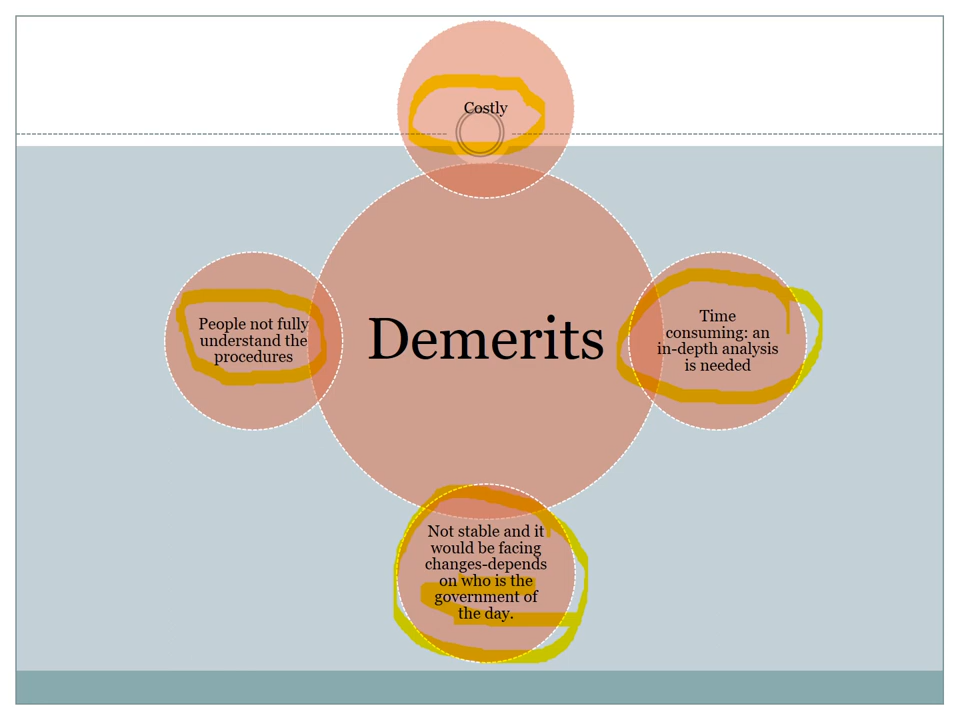 Costly
People not fully
understand the
procedures
Demerits
Time
consuming: an
in-depth analysis
is needed
Not stable and it
would be facing
changes-depends
on who is the
government of
the day.